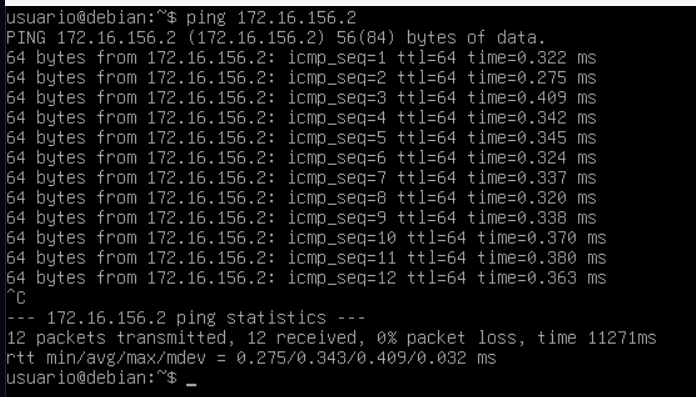 usuario@debian:~$ ping 172.16.156.2
PING 172.16.156.2 (172.16.156.2) 56(84) bytes of data.
64 bytes from 172.16.156.2: icmp_seq=1 ttl=64 time=0.322 ms
64 bytes from 172.16.156.2: icmp_seq=2 ttl=64 time=0.275 ms
64 bytes from 172.16.156.2: icmp_seq=3 ttl=64 time=0.409 ms
64 bytes from 172.16.156.2: icmp_seq=4 ttl=64 time=0.342 ms
64 bytes from 172.16.156.2: icmp_seq=5 ttl=64 time=0.345 ms
64 bytes from 172.16.156.2: icmp_seq=6 ttl=64 time=0.324 ms
64 bytes from 172.16.156.2: icmp_seq=7 ttl=64 time=0.337 ms
64 bytes from 172.16.156.2: icmp_seq=8 ttl=64 time=0.320 ms
64 bytes from 172.16.156.2: icmp_seq=9 ttl=64 time=0.338 ms
64 bytes from 172.16.156.2: icmp_seq=10 ttl=64 time=0.370 ms
64 bytes from 172.16.156.2: icmp_seq=11 ttl=64 time=0.380 ms
64 bytes from 172.16.156.2: icmp_seq=12 ttl=64 time=0.363 ms
^C
--- 172.16.156.2 ping statistics ---
12 packets transmitted, 12 received, 0% packet loss, time 11271ms
rtt min/avg/max/mdev = 0.275/0.343/0.409/0.032 ms
usuario@debian:~$ _